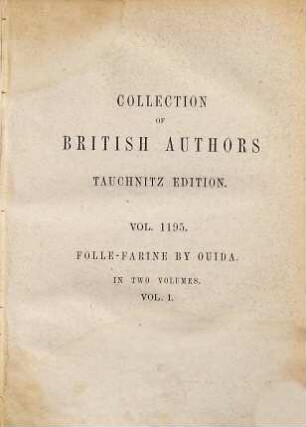 COLLECTION
OF
BRITISH AUTHORS
TAUCHNITZ EDITION.
VOL. 1195.
FOLLE-FARINE BY OUIDA.
IN TWO VOLUMES.
VOL. I.